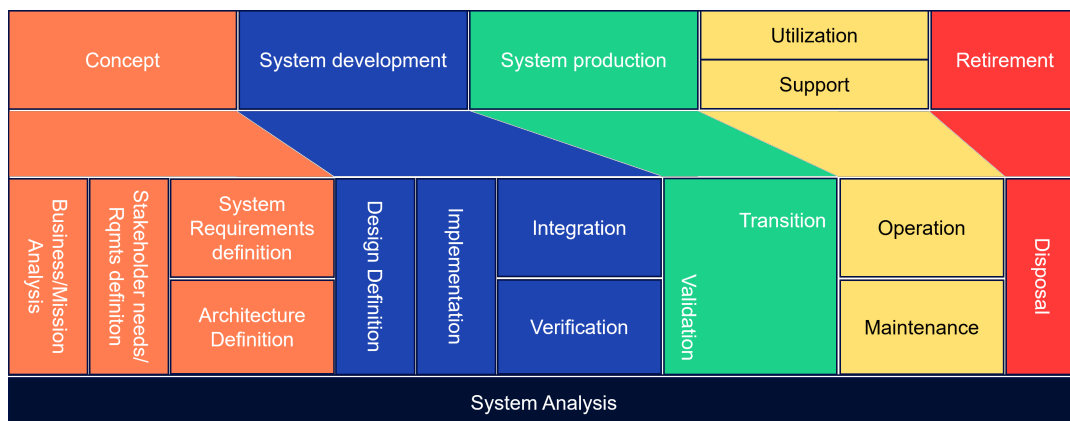 Concept
System development
System production
Utilization
Support
Retirement
Business/Mission
Analysis
Stakeholder needs/
Rqmts definiton
System
Requirements
definition
Architecture
Definition
Design Definition
Implementation
Integration
Verification
Validation
Transition
Operation
Maintenance
Disposal
System Analysis